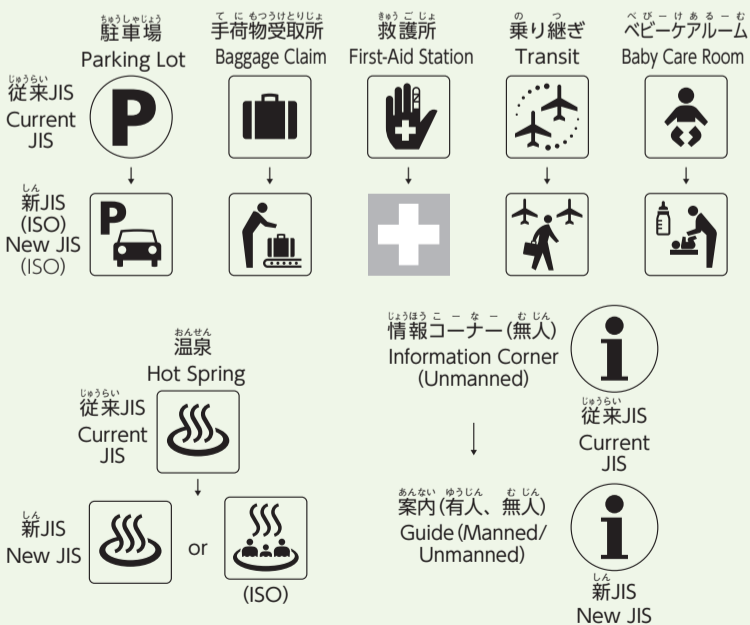 ちゅうしゃじょう
駐車場
Parking Lot
てにもつうけとりじょ
手荷物受取所
Baggage Claim
きゅうごじょ
救護所
First-Aid Station
のつ
乗り継ぎ
Transit
べびーけあるーむ
ベビーケアルーム
Baby Care Room
じゅうらい
従来JIS
Current
JIS
P
しん
新JIS
(ISO)
New JIS
(ISO)
P
おんせん
温泉
Hot Spring
じゅうらい
従来JIS
Current
JIS
しん
新JIS
New JIS
or
(ISO)
じょうほうこーなーむじん
情報コーナー(無人)
Information Corner
(Unmanned)
i
じゅうらい
従来JIS
Current
JIS
あんないゆうじんむじん
案内(有人、無人)
Guide (Manned/
Unmanned)
i
しん
新JIS
New JIS